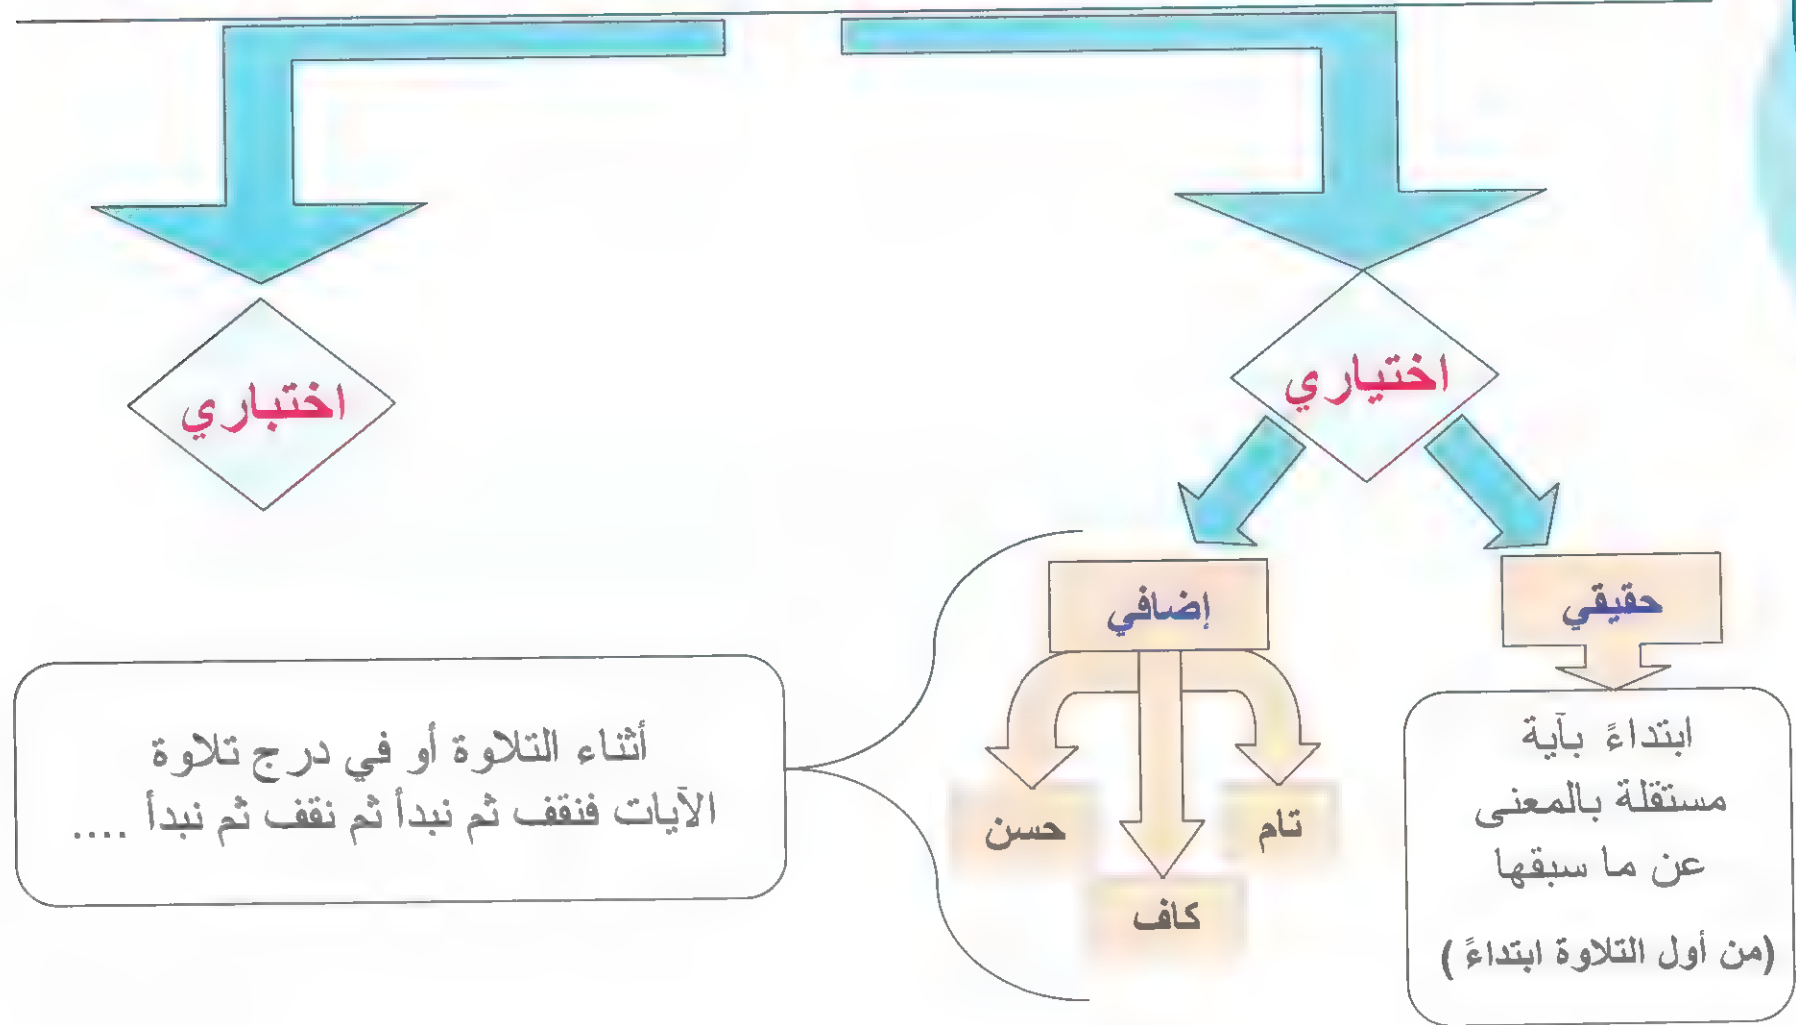 اختياري
اختباري
حقيقي
إضافي
ابتداءً بآية
مستقلة بالمعنى
عن ما سبقها
(من أول التلاوة ابتداءً )
تام
كاف
حسن
أثناء التلاوة أو في درج تلاوة
الآيات فنقف ثم نبدأ ثم نقف ثم نبدأ ....